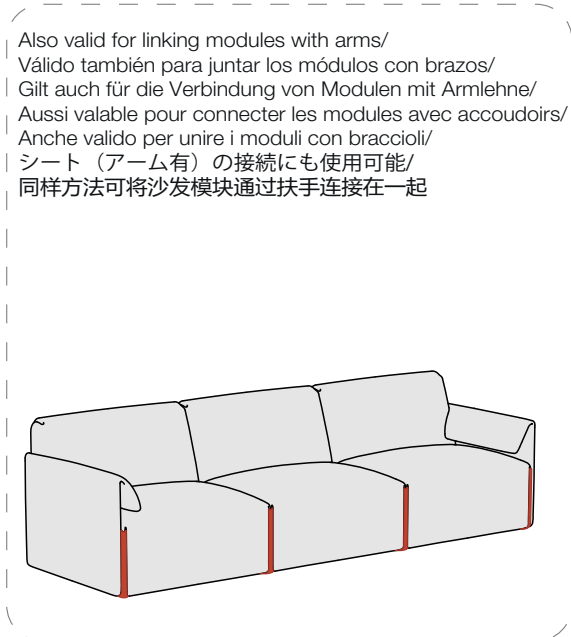 Also valid for linking modules with arms/
Válido también para juntar los módulos con brazos/
Gilt auch für die Verbindung von Modulen mit Armlehne/
Aussi valable pour connecter les modules avec accoudoirs/
Anche valido per unire i moduli con braccioli/
シート（アーム有）の接続にも使用可能/
同样方法可将沙发模块通过扶手连接在一起